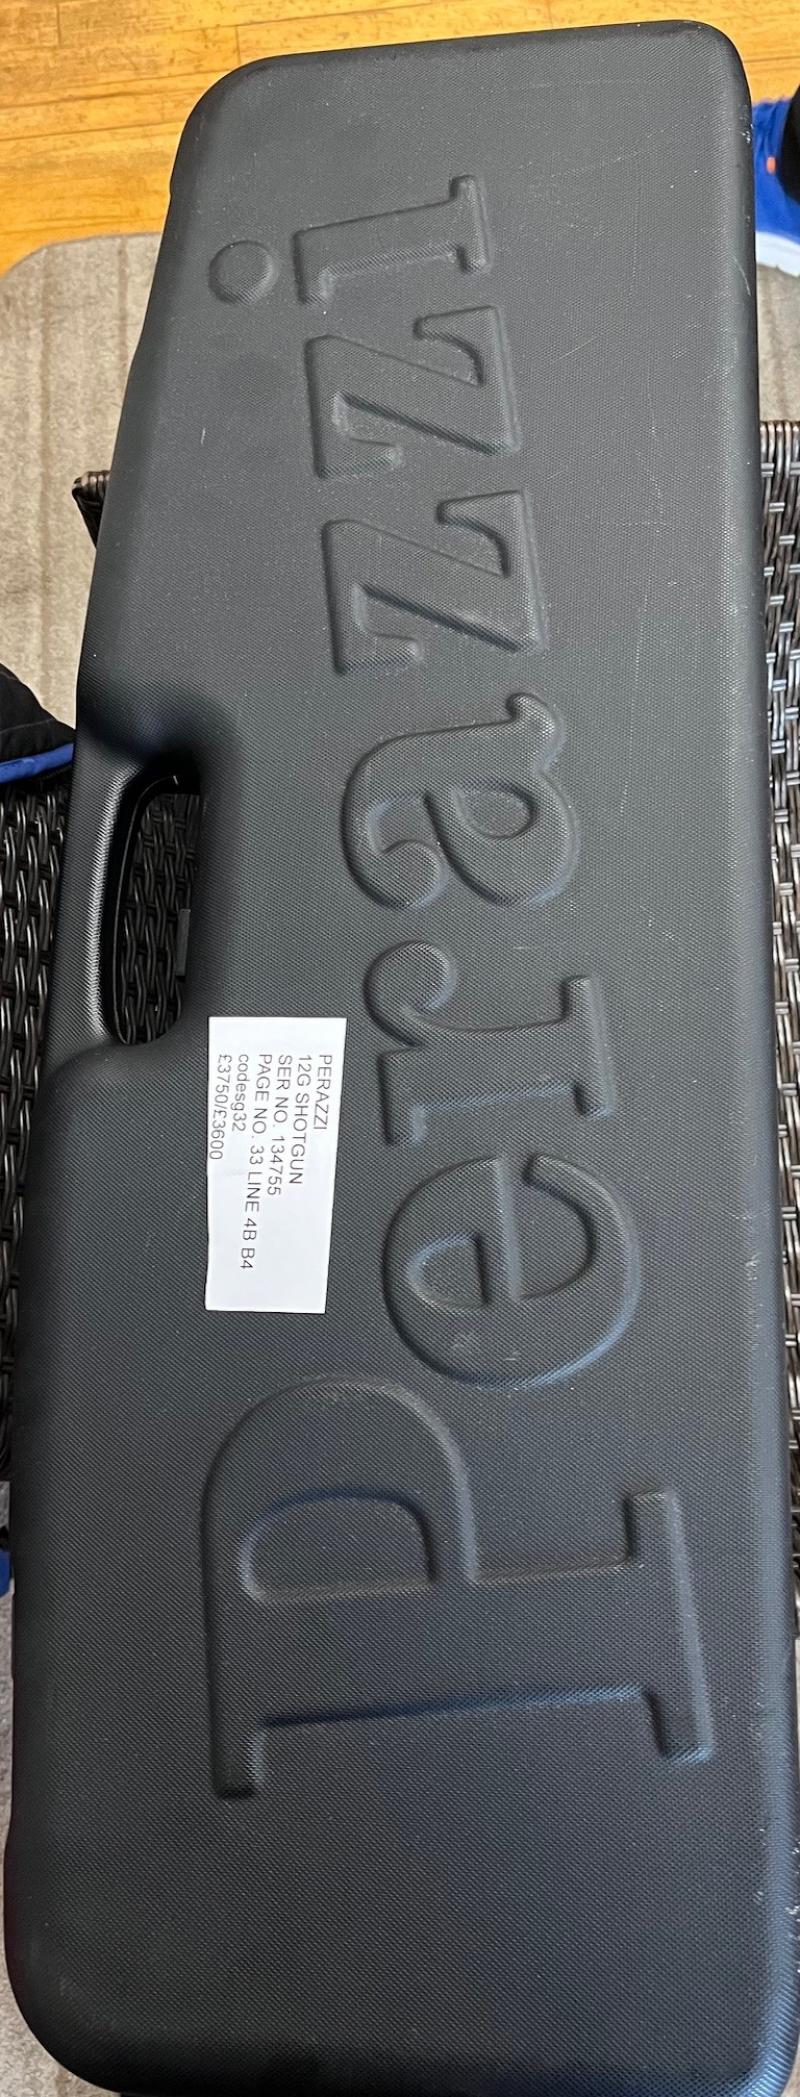 Perazzi
PERAZZI
12G SHOTGUN
SER NO. 134755
PAGE NO. 33 LINE 4B B4
codesg32
£3750/£3600